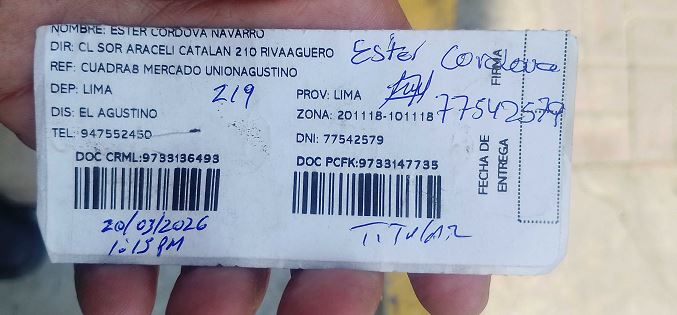 NOMBRE: ESTER CORDOVA NAVARRO
DIR: CL SOR ARACELI CATALAN 210 RIVAAGUERO
Ester Cordova
REF: CUADRA8 MERCADO UNIONAGUSTINO
DEP: LIMA
219
PROV: LIMA
DIS: EL AGUSTINO
ZONA: 201118-101118
77542579
TEL: 947552450
DNI: 77542579
DOC CRML:9733136493
DOC PCFK:9733147735
FIRMA
FECHA DE
ENTREGA
20/03/2026
1:15 PM
TITULAR